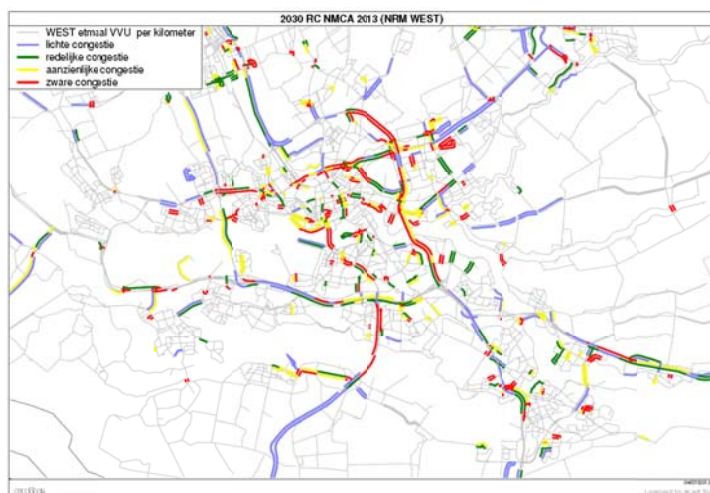 2030 RC NMCA 2013 (NRM WEST)
WEST etmaal VVU per kilometer
lichte congestie
redelijke congestie
aanzienlijke congestie
zware congestie